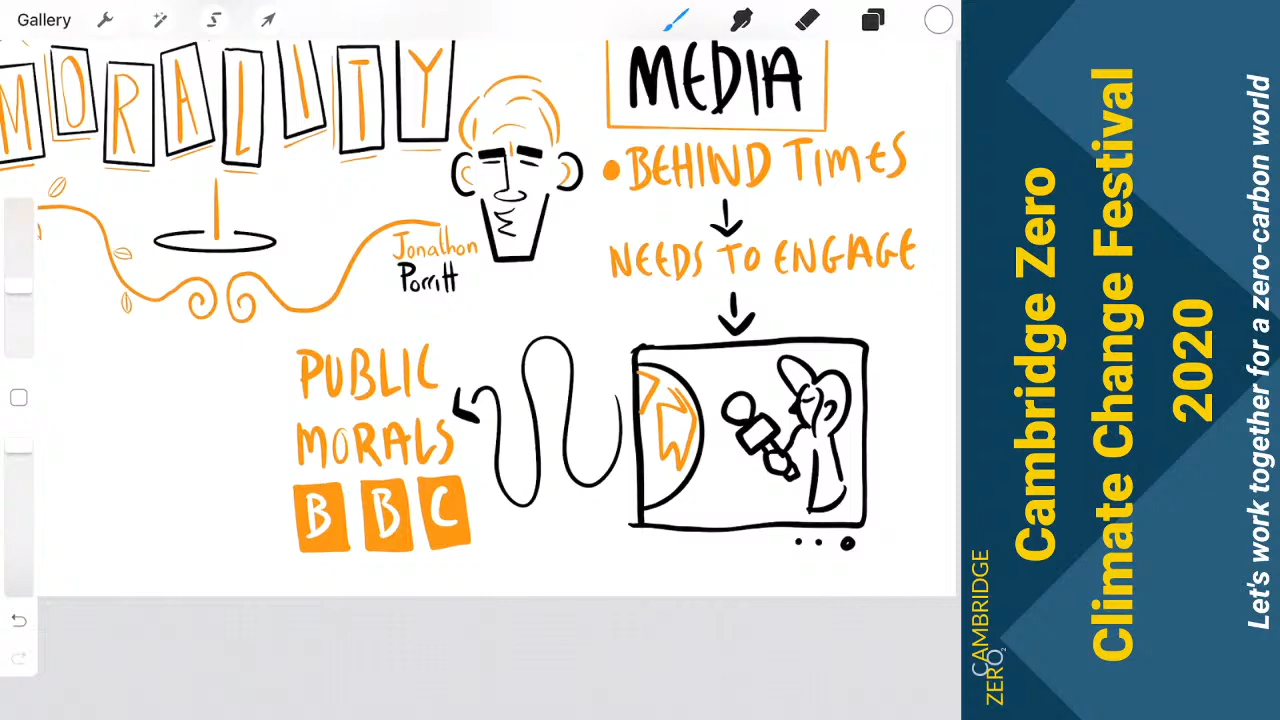 Gallery
MORALITY
MEDIA
BEHIND TIMES
NEEDS TO ENGAGE
Jonathon
Porritt
PUBLIC
MORALS
BBC
Cambridge Zero
Climate Change Festival
2020
Let's work together for a zero-carbon world
CAMBRIDGE
ZERO₂